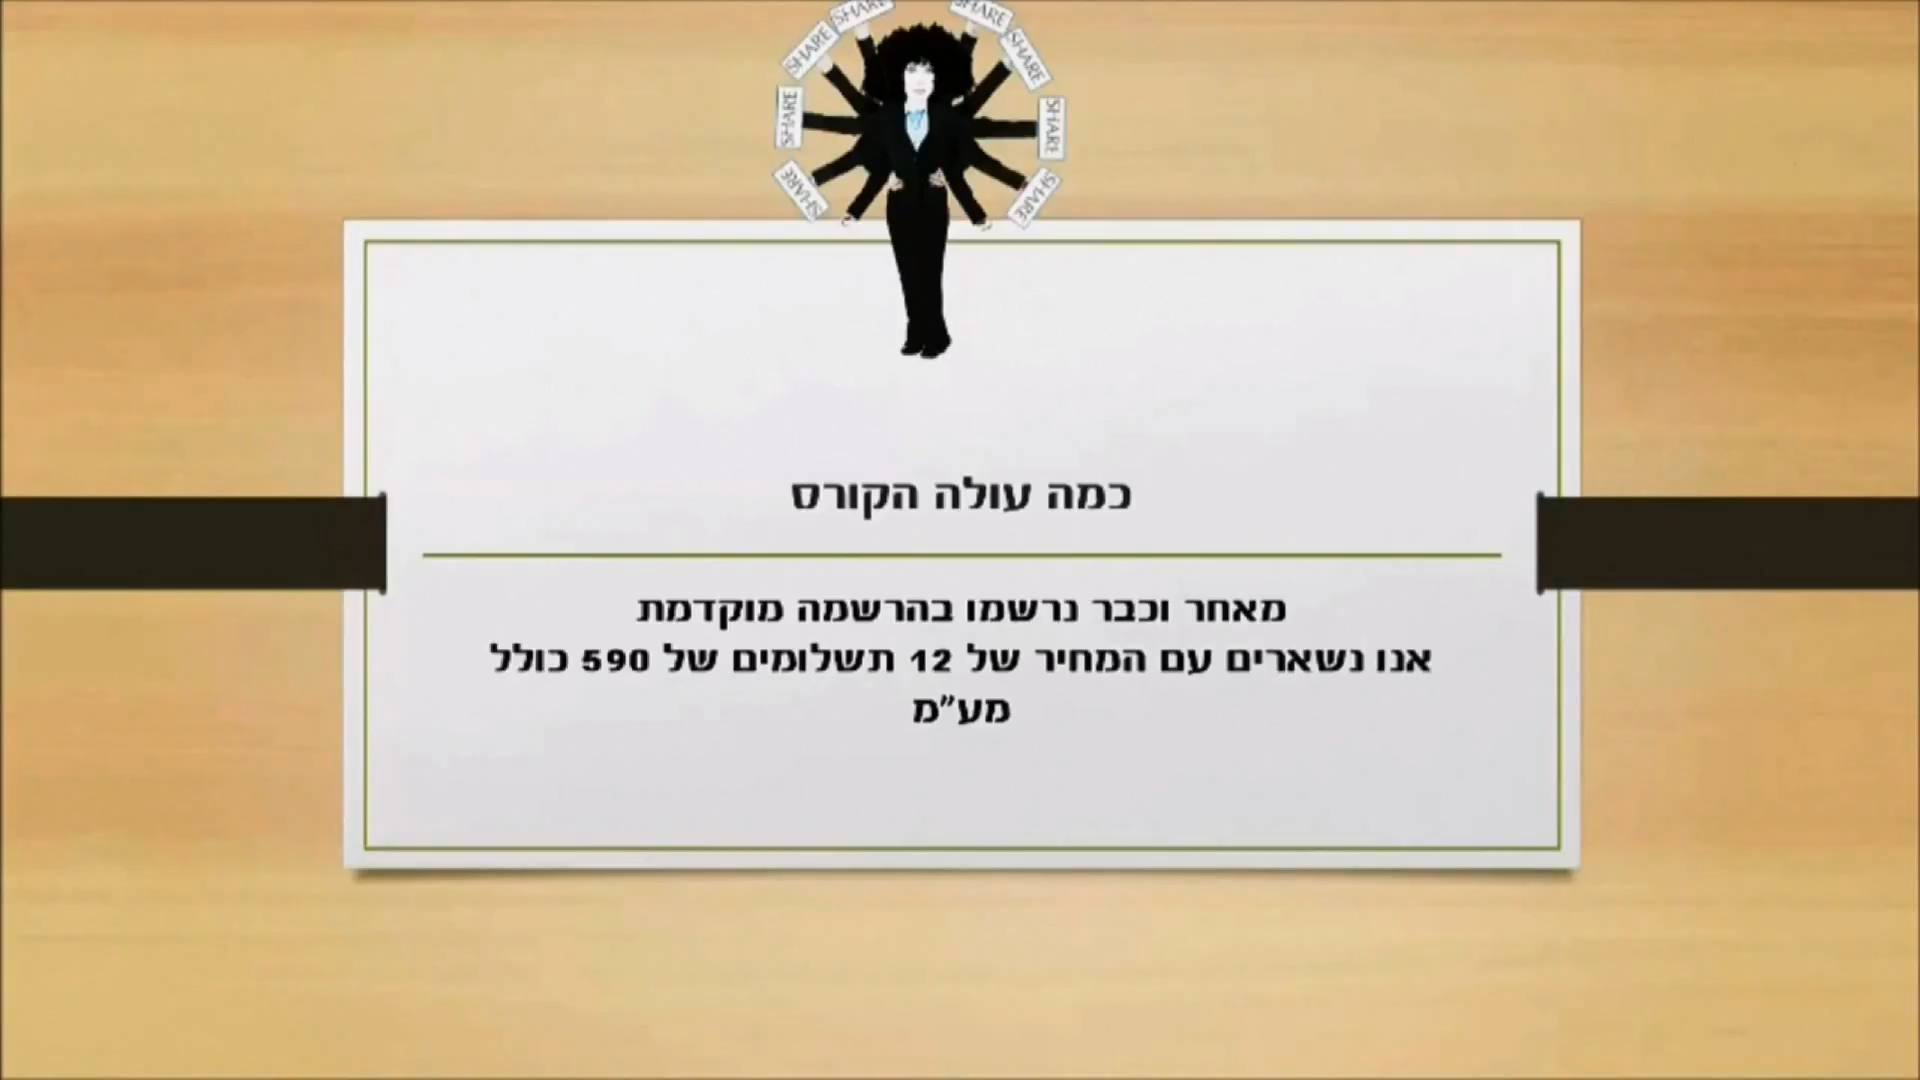 SHARE
SHARE
SHARE
SHARE
SHARE
SHARE
SHARE
SHARE
כמה עולה הקורס
מאחר וכבר נרשמו בהרשמה מוקדמת
אנו נשארים עם המחיר של 12 תשלומים של 590 כולל
מע"מ